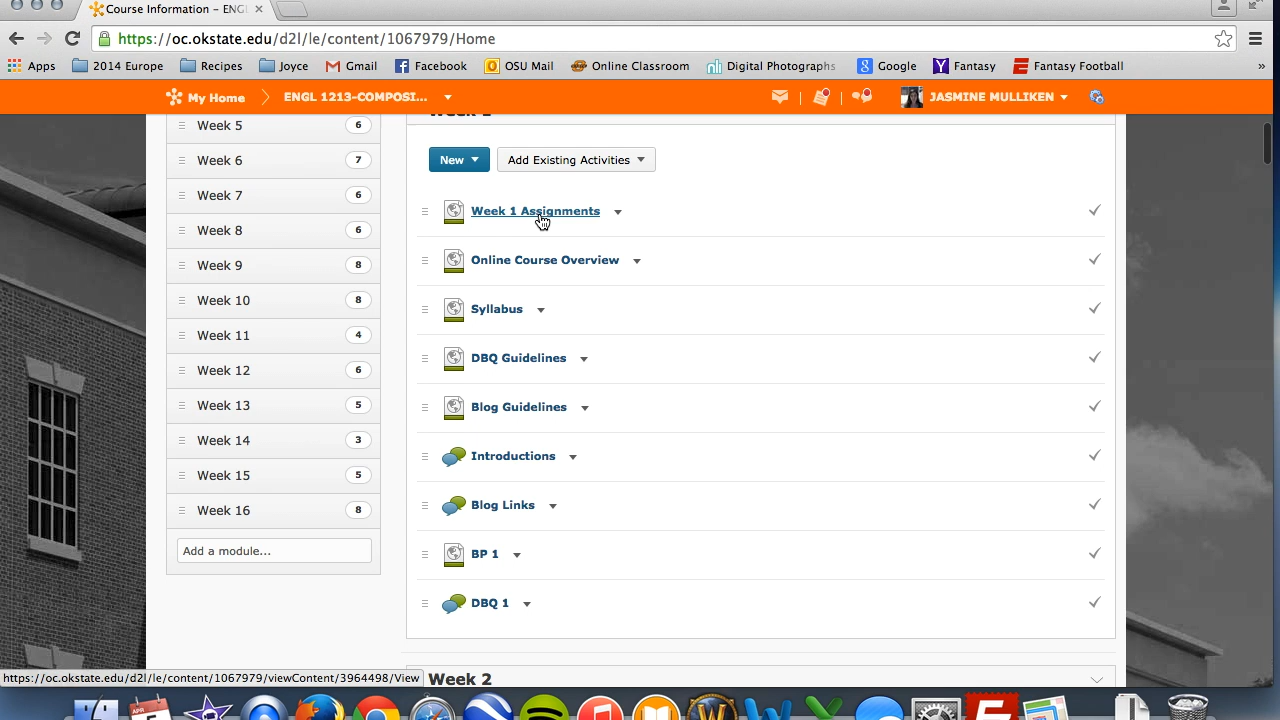 Course Information – ENG
https://oc.okstate.edu/d2l/le/content/1067979/Home
Apps 2014 Europe Recipes Joyce Gmail Facebook OSU Mail Online Classroom Digital Photographs Google Fantasy Fantasy Football »
My Home ENGL 1213-COMPOSI... JASMINE MULLIKEN
Week 5 6
Week 6 7
Week 7 6
Week 8 6
Week 9 8
Week 10 8
Week 11 4
Week 12 6
Week 13 5
Week 14 3
Week 15 5
Week 16 8
Add a module...
New Add Existing Activities
Week 1 Assignments
Online Course Overview
Syllabus
DBQ Guidelines
Blog Guidelines
Introductions
Blog Links
BP 1
DBQ 1
Week 2
https://oc.okstate.edu/d2l/le/content/1067979/viewContent/3964498/View
APR